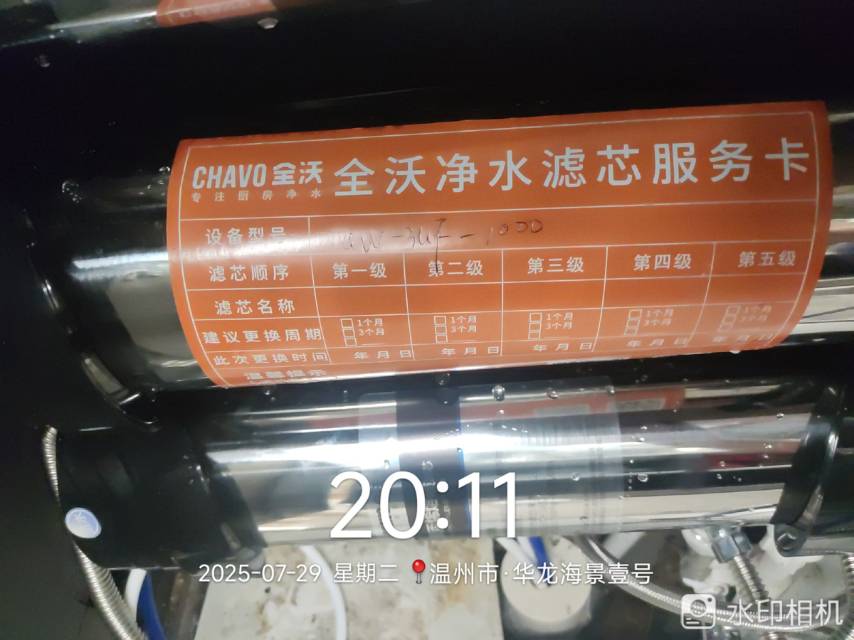 CHAVO 全沃
专注厨房净水
全沃净水滤芯服务卡
设备型号
滤芯顺序 第一级 第二级 第三级 第四级 第五级
滤芯名称
建议更换周期 1个月 1个月 1个月 1个月 1个月
3个月 3个月 3个月 3个月 3个月
此次更换时间 年 月 日 年 月 日 年 月 日 年 月 日 年 月 日
温馨提示
20:11
2025-07-29 星期二 温州市·华龙海景壹号
水印相机